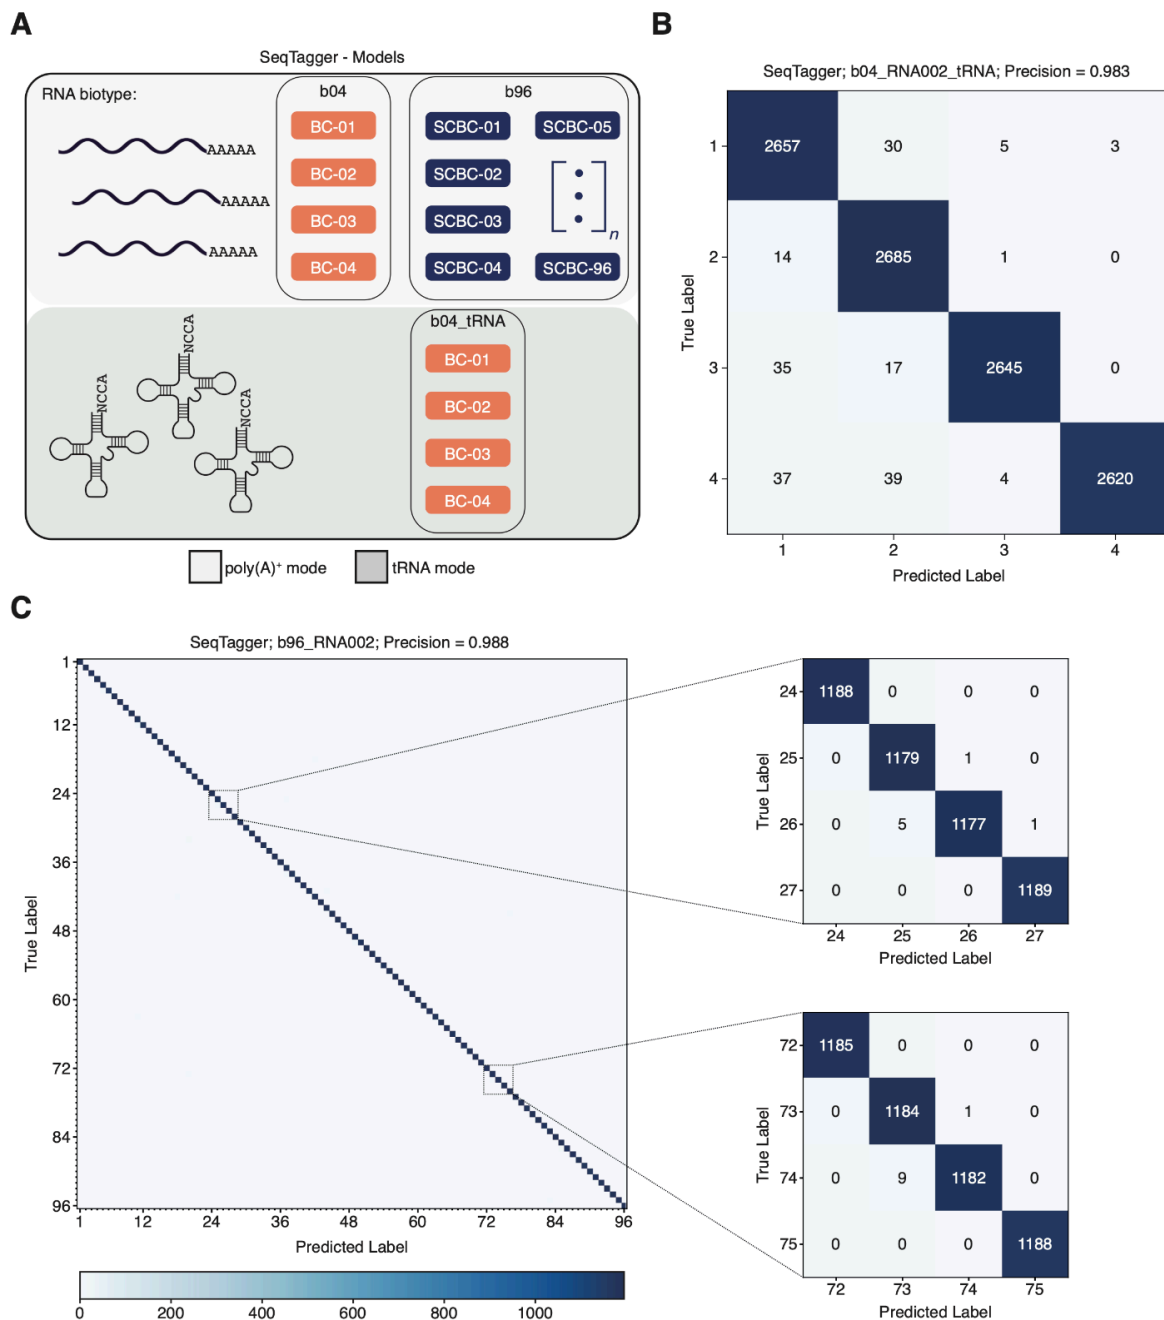 A
SeqTagger - Models
RNA biotype:
b04
b96
AAAAA
AAAAA
AAAAA
BC-01
BC-02
BC-03
BC-04
SCBC-01
SCBC-05
SCBC-02
SCBC-03
n
SCBC-04
SCBC-96
b04_tRNA
NCCA
NCCA
NCCA
BC-01
BC-02
BC-03
BC-04
poly(A)+ mode
tRNA mode
B
SeqTagger; b04_RNA002_tRNA; Precision = 0.983
True Label
1 2657 30 5 3
2 14 2685 1 0
3 35 17 2645 0
4 37 39 4 2620
1 2 3 4
Predicted Label
C
SeqTagger; b96_RNA002; Precision = 0.988
True Label
1
12
24
36
48
60
72
84
96
1 12 24 36 48 60 72 84 96
Predicted Label
0 200 400 600 800 1000
True Label
24 1188 0 0 0
25 0 1179 1 0
26 0 5 1177 1
27 0 0 0 1189
24 25 26 27
Predicted Label
True Label
72 1185 0 0 0
73 0 1184 1 0
74 0 9 1182 0
75 0 0 0 1188
72 73 74 75
Predicted Label